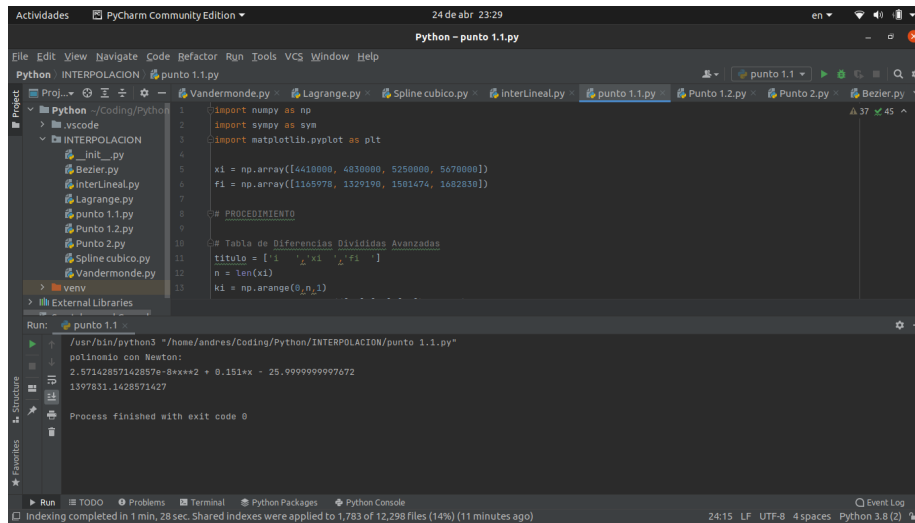 Actividades PyCharm Community Edition 24 de abr 23:29 en
Python – punto 1.1.py
File Edit View Navigate Code Refactor Run Tools VCS Window Help
Python INTERPOLACION punto 1.1.py punto 1.1
Project Proj... Vandermonde.py Lagrange.py Spline cubico.py interLineal.py punto 1.1.py Punto 1.2.py Punto 2.py Bezier.py
Python ~/Coding/Python
.vscode
INTERPOLACION
__init__.py
Bezier.py
interLineal.py
Lagrange.py
punto 1.1.py
Punto 1.2.py
Punto 2.py
Spline cubico.py
Vandermonde.py
venv
External Libraries
37 45
1 import numpy as np
2 import sympy as sym
3 import matplotlib.pyplot as plt
4
5 xi = np.array([4410000, 4830000, 5250000, 5670000])
6 fi = np.array([1165978, 1329190, 1501474, 1682830])
7
8 # PROCEDIMIENTO
9
10 # Tabla de Diferencias Divididas Avanzadas
11 titulo = ['i ','xi ','fi ']
12 n = len(xi)
13 ki = np.arange(0,n,1)
Run: punto 1.1
/usr/bin/python3 "/home/andres/Coding/Python/INTERPOLACION/punto 1.1.py"
polinomio con Newton:
2.57142857142857e-8*x**2 + 0.151*x - 25.9999999997672
1397831.1428571427
Process finished with exit code 0
Structure
Favorites
Run TODO Problems Terminal Python Packages Python Console Event Log
Indexing completed in 1 min, 28 sec. Shared indexes were applied to 1,783 of 12,298 files (14%) (11 minutes ago) 24:15 LF UTF-8 4 spaces Python 3.8 (2)